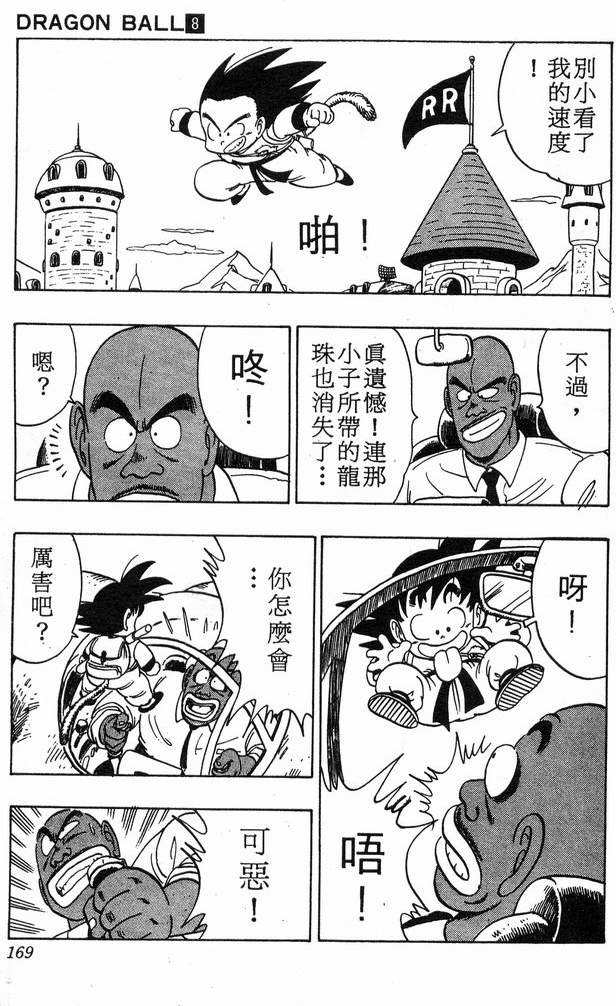 DRAGON BALL 8
別小看了
我的速度
！
RR
啪！
不過，
眞遺憾！連那
小子所帶的龍
珠也消失了…
咚！
嗯？
呀！
唔！
你怎麼會
…
厲害吧？
可惡！
169